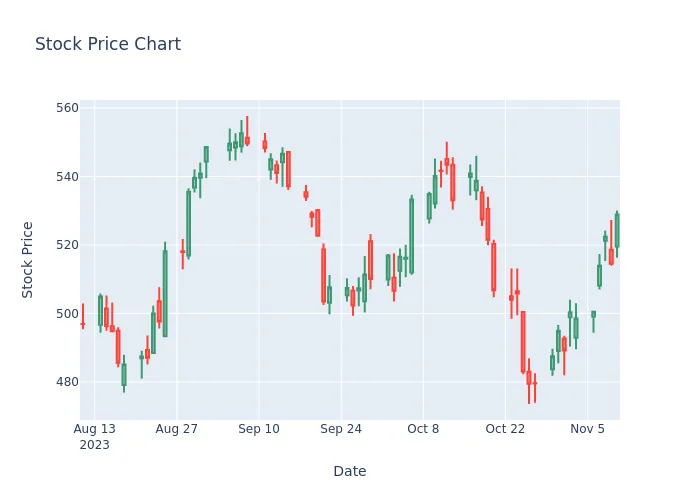 Stock Price Chart
560
540
520
500
480
Stock Price
Aug 13
2023
Aug 27
Sep 10
Sep 24
Oct 8
Oct 22
Nov 5
Date